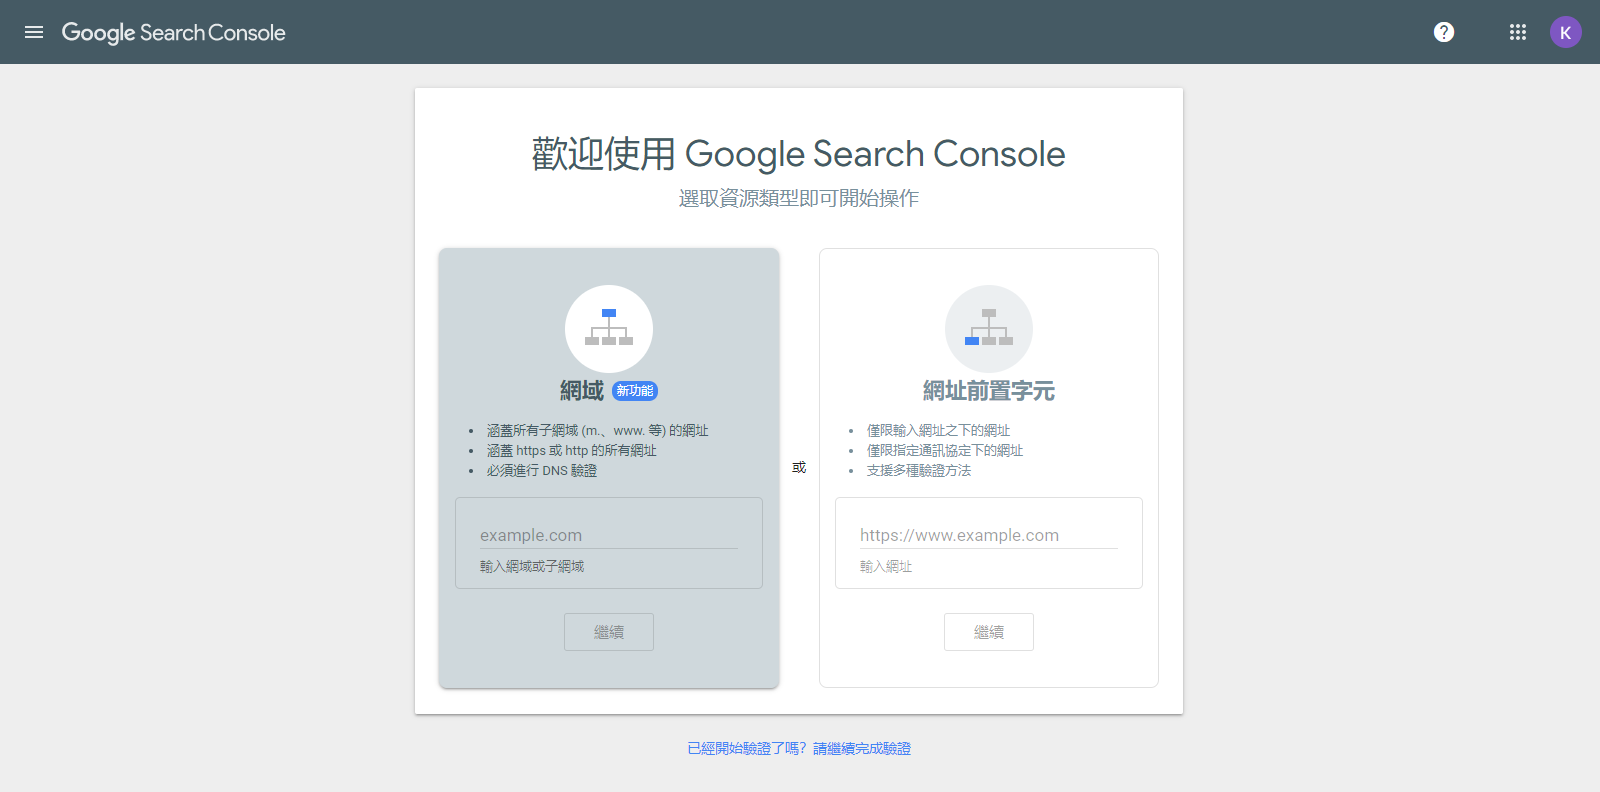 Google Search Console
K
歡迎使用 Google Search Console
選取資源類型即可開始操作
網域 新功能
涵蓋所有子網域 (m.、www. 等) 的網址
涵蓋 https 或 http 的所有網址
必須進行 DNS 驗證
example.com
輸入網域或子網域
繼續
或
網址前置字元
僅限輸入網址之下的網址
僅限指定通訊協定下的網址
支援多種驗證方法
https://www.example.com
輸入網址
繼續
已經開始驗證了嗎？請繼續完成驗證